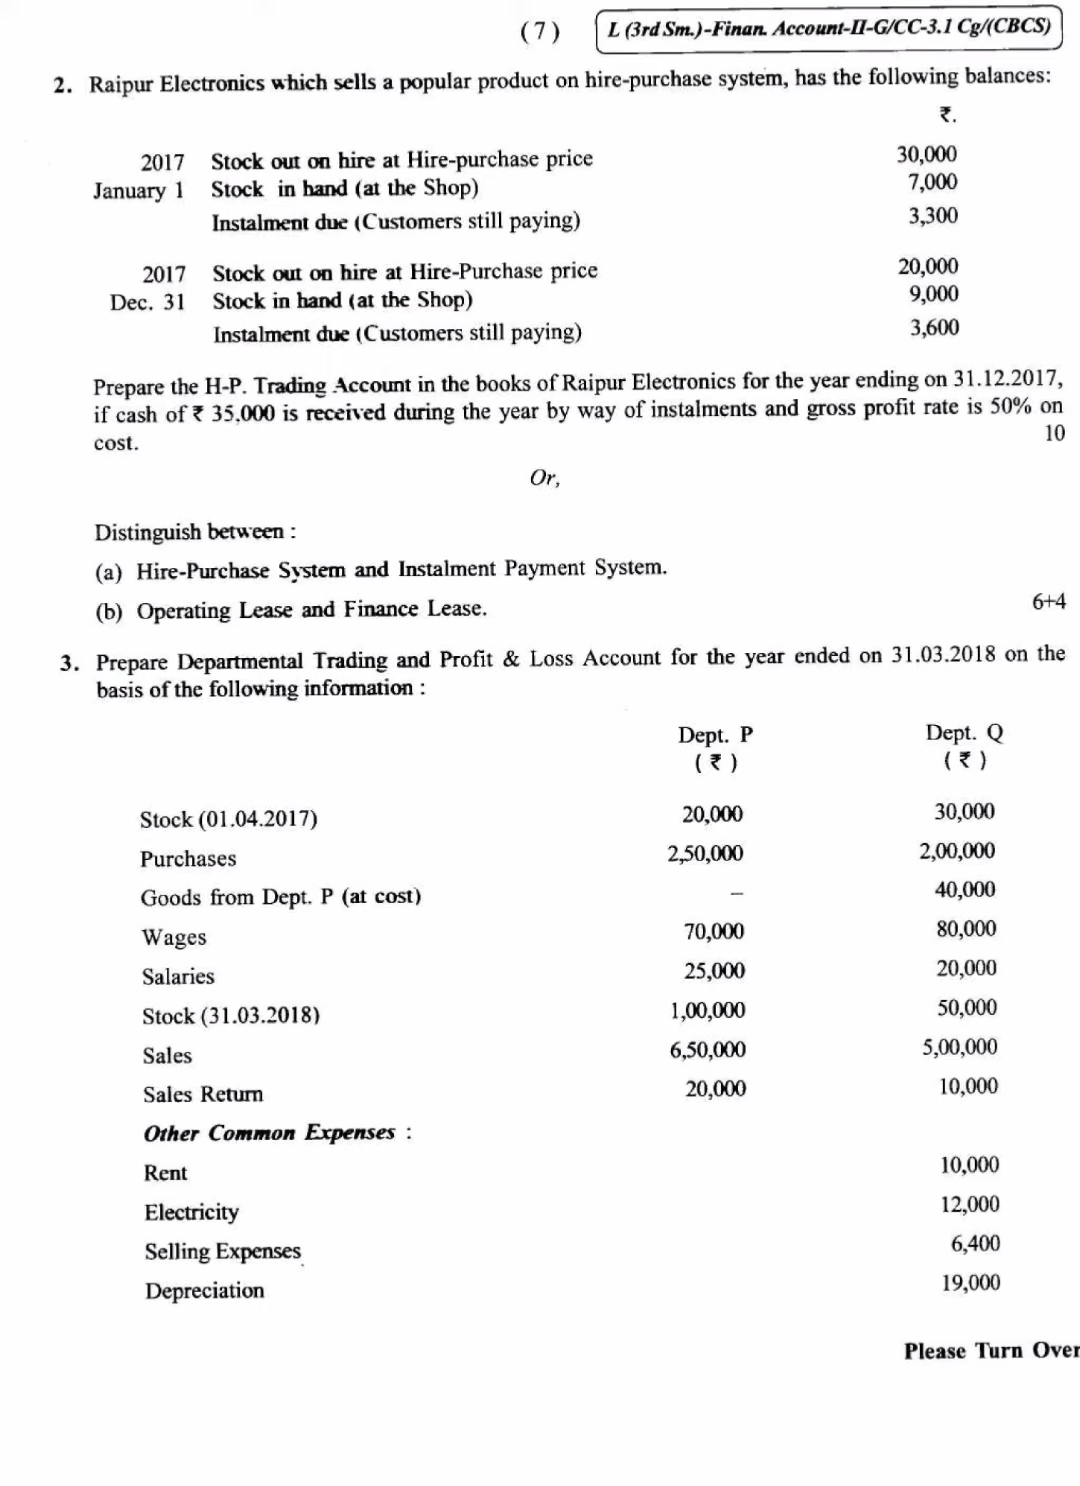 (7) L (3rd Sm.)-Finan. Account-II-G/CC-3.1 Cg/(CBCS)
2. Raipur Electronics which sells a popular product on hire-purchase system, has the following balances:
₹.
2017 Stock out on hire at Hire-purchase price 30,000
January 1 Stock in hand (at the Shop) 7,000
Instalment due (Customers still paying) 3,300
2017 Stock out on hire at Hire-Purchase price 20,000
Dec. 31 Stock in hand (at the Shop) 9,000
Instalment due (Customers still paying) 3,600
Prepare the H-P. Trading Account in the books of Raipur Electronics for the year ending on 31.12.2017,
if cash of ₹ 35,000 is received during the year by way of instalments and gross profit rate is 50% on
cost. 10
Or,
Distinguish between :
(a) Hire-Purchase System and Instalment Payment System.
(b) Operating Lease and Finance Lease. 6+4
3. Prepare Departmental Trading and Profit & Loss Account for the year ended on 31.03.2018 on the
basis of the following information :
Dept. P Dept. Q
( ₹ ) ( ₹ )
Stock (01.04.2017) 20,000 30,000
Purchases 2,50,000 2,00,000
Goods from Dept. P (at cost) – 40,000
Wages 70,000 80,000
Salaries 25,000 20,000
Stock (31.03.2018) 1,00,000 50,000
Sales 6,50,000 5,00,000
Sales Return 20,000 10,000
Other Common Expenses :
Rent 10,000
Electricity 12,000
Selling Expenses 6,400
Depreciation 19,000
Please Turn Over